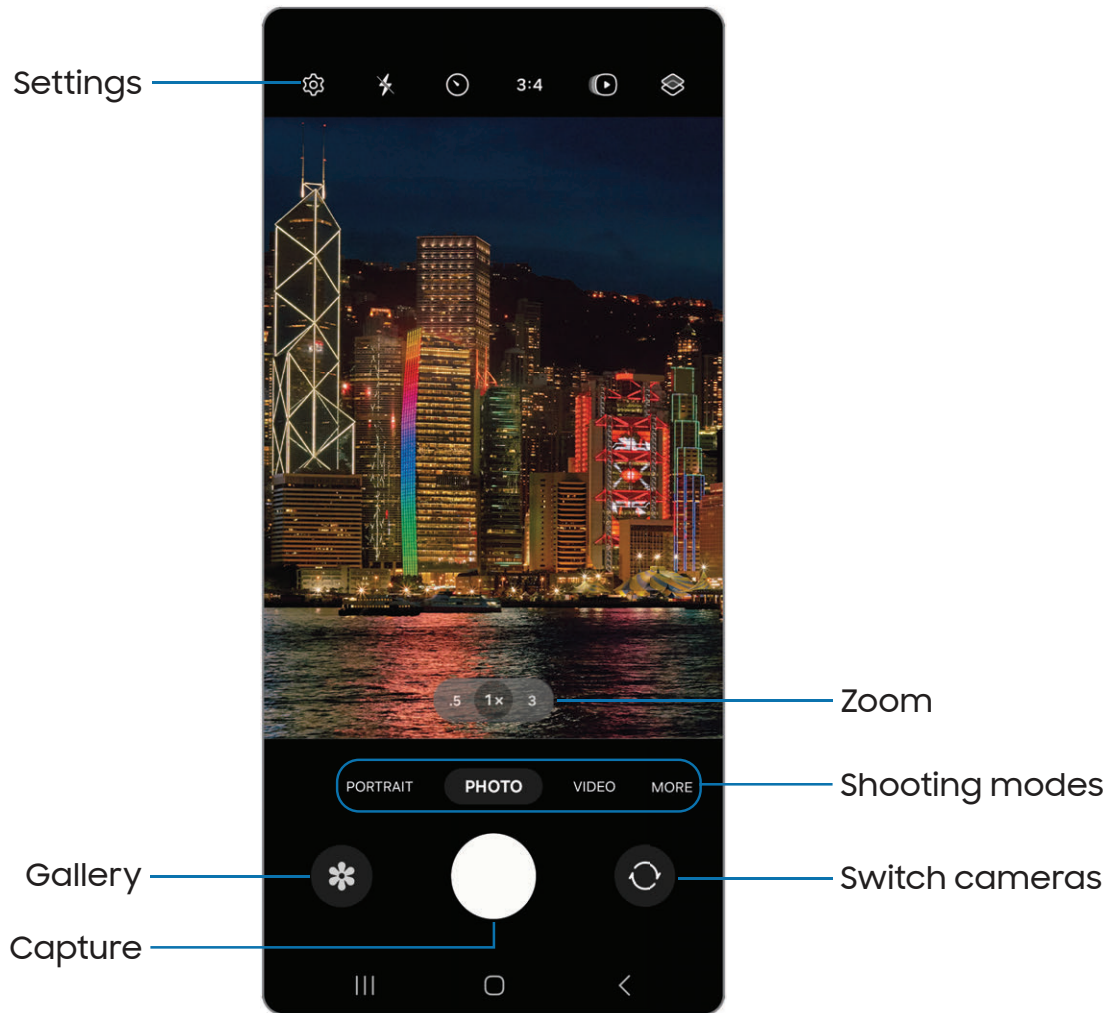 Settings
3:4
.5 1× 3
Zoom
PORTRAIT PHOTO VIDEO MORE
Shooting modes
Gallery
Switch cameras
Capture